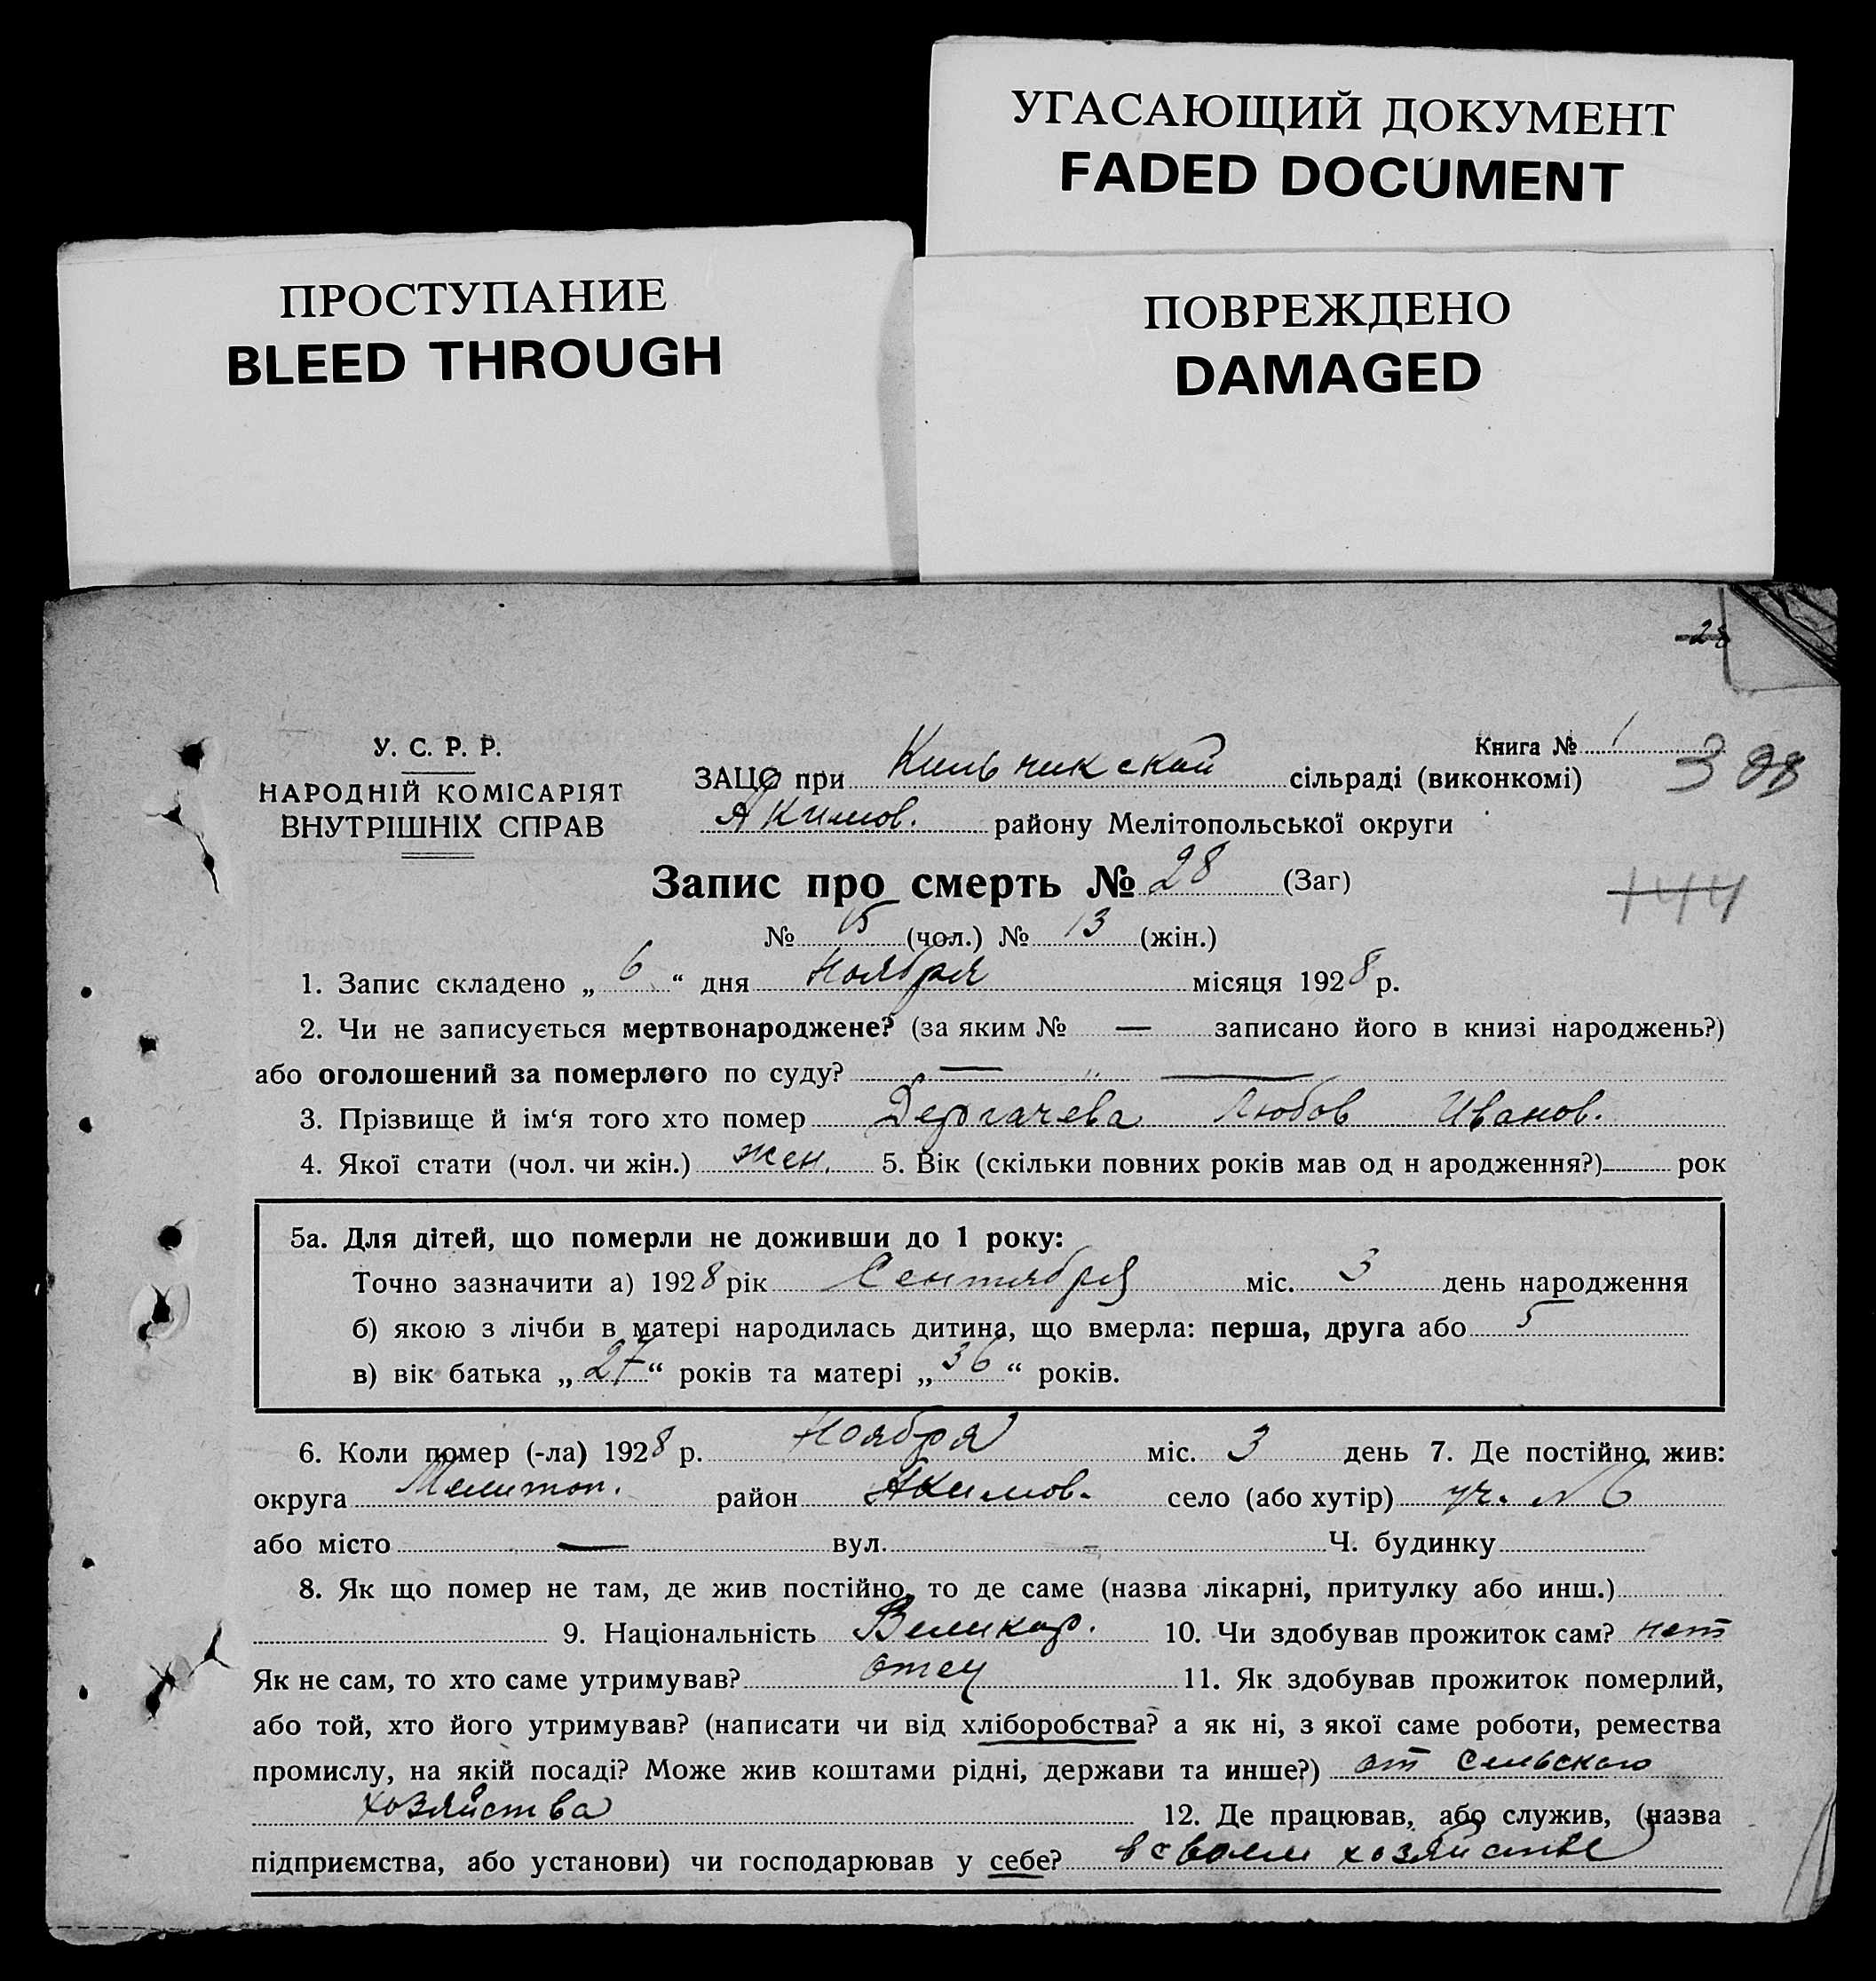 УГАСАЮЩИЙ ДОКУМЕНТ
FADED DOCUMENT
ПРОСТУПАНИЕ
BLEED THROUGH
ПОВРЕЖДЕНО
DAMAGED
28
У. С. Р. Р.
НАРОДНІЙ КОМІСАРІЯТ
ВНУТРІШНІХ СПРАВ
Книга № 1
ЗАЦС при сільраді (виконкомі)
Акимов. району Мелітопольської округи
Запис про смерть № 28 (Заг)
144
№ 15 (чол.) № 13 (жін.)
1. Запис складено „ 6 “ дня Ноября місяця 1928 р.
2. Чи не записується мертвонароджене? (за яким № — записано його в книзі народжень?)
або оголошений за померлого по суду? — „ —
3. Прізвище й ім‘я того хто помер Дергачева Любов Иванов.
4. Якої стати (чол. чи жін.) жен. 5. Вік (скільки повних років мав од н ародження?) рок
5а. Для дітей, що померли не доживши до 1 року:
Точно зазначити а) 1928 рік Сентября міс. 3 день народження
б) якою з лічби в матері народилась дитина, що вмерла: перша, друга або 5
в) вік батька „ 27 “ років та матері „ 36 “ років.
6. Коли помер (-ла) 1928 р. Ноября міс. 3 день 7. Де постійно жив:
округа Мелитоп. район Акимов. село (або хутір) уч. № 6
або місто — вул. - Ч. будинку
8. Як що помер не там, де жив постійно, то де саме (назва лікарні, притулку або инш.)
9. Національність Великор. 10. Чи здобував прожиток сам? нет
Як не сам, то хто саме утримував? отец 11. Як здобував прожиток померлий,
або той, хто його утримував? (написати чи від хліборобства? а як ні, з якої саме роботи, ремества
промислу, на якій посаді? Може жив коштами рідні, держави та инше?) от сельского
хозяйства 12. Де працював, або служив, (назва
підприємства, або установи) чи господарював у себе? в своем хозяйстве